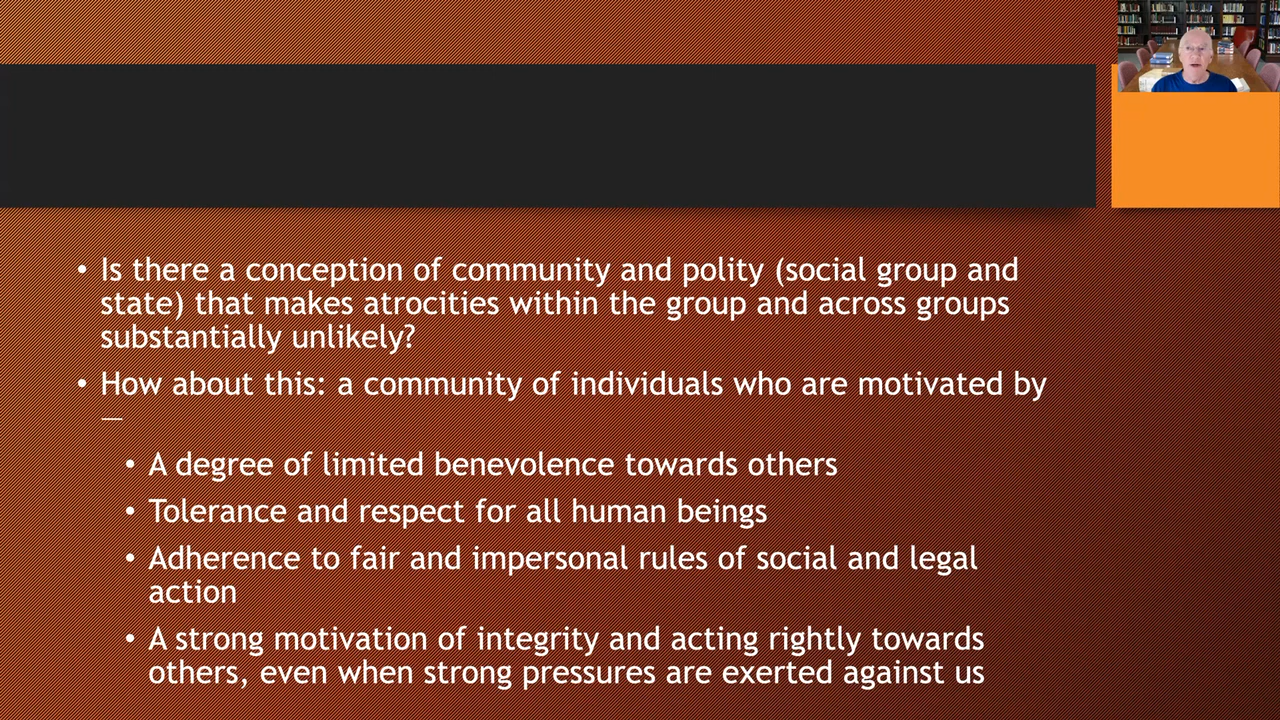 • Is there a conception of community and polity (social group and
state) that makes atrocities within the group and across groups
substantially unlikely?
• How about this: a community of individuals who are motivated by
—
• A degree of limited benevolence towards others
• Tolerance and respect for all human beings
• Adherence to fair and impersonal rules of social and legal
action
• A strong motivation of integrity and acting rightly towards
others, even when strong pressures are exerted against us